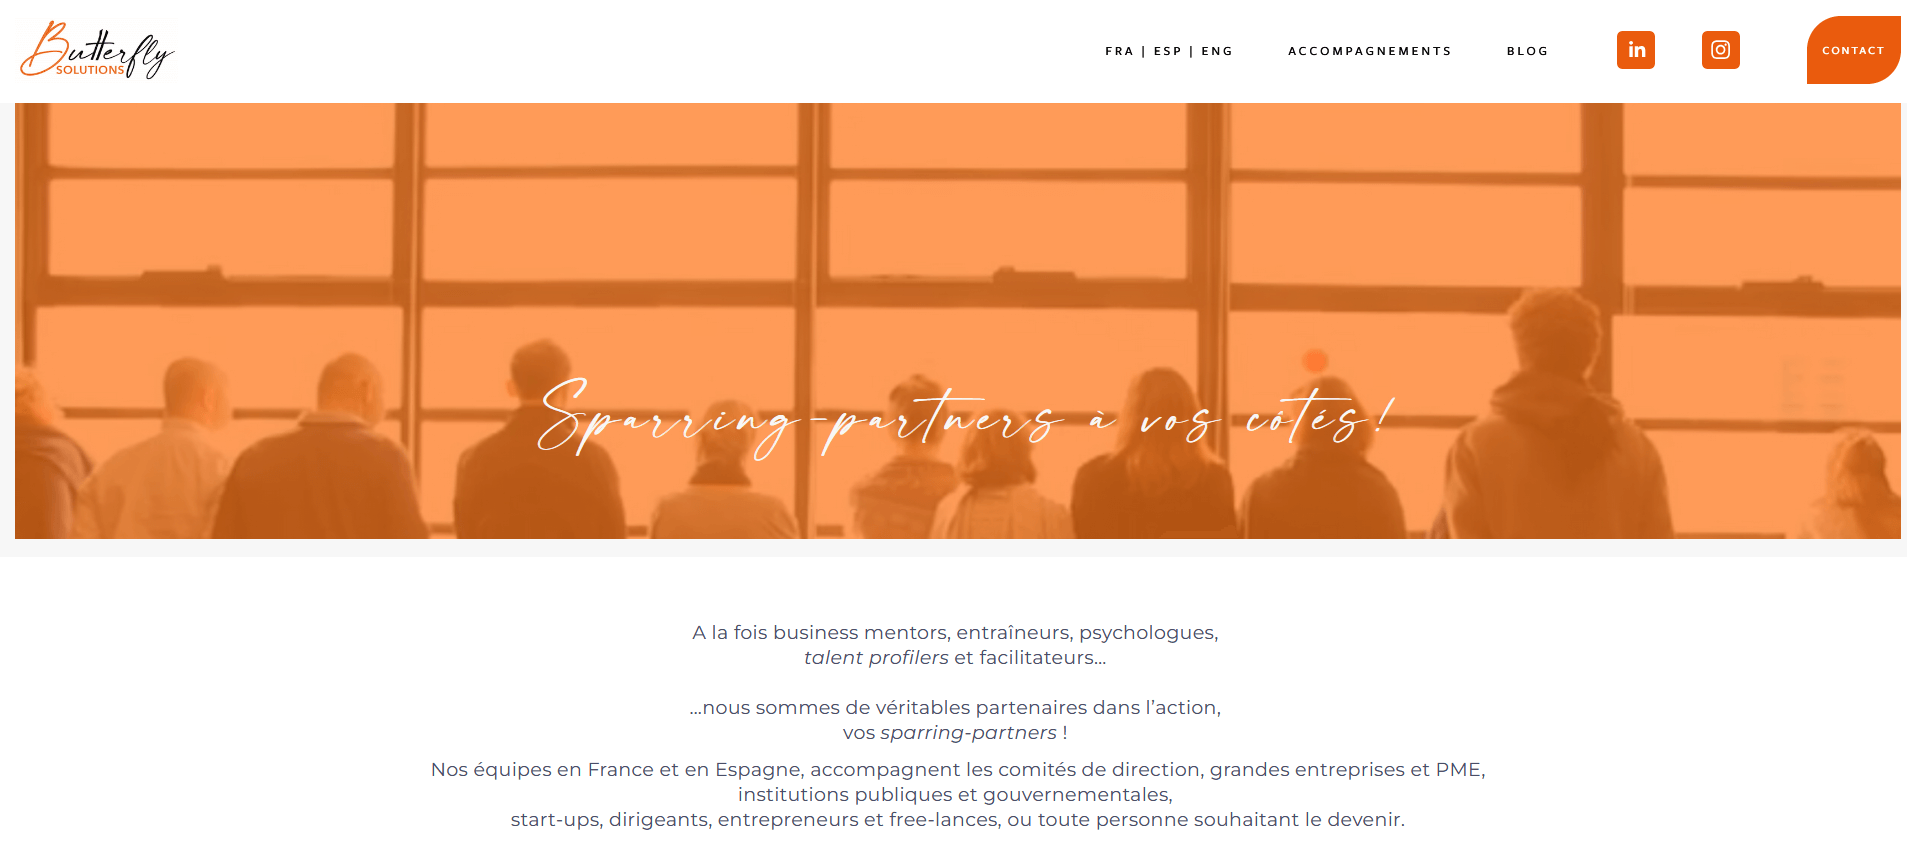 Butterfly
SOLUTIONS
FRA | ESP | ENG
ACCOMPAGNEMENTS
BLOG
in
CONTACT
Sparring-partners à vos côtés!
A la fois business mentors, entraîneurs, psychologues,
talent profilers et facilitateurs...
...nous sommes de véritables partenaires dans l’action,
vos sparring-partners !
Nos équipes en France et en Espagne, accompagnent les comités de direction, grandes entreprises et PME,
institutions publiques et gouvernementales,
start-ups, dirigeants, entrepreneurs et free-lances, ou toute personne souhaitant le devenir.